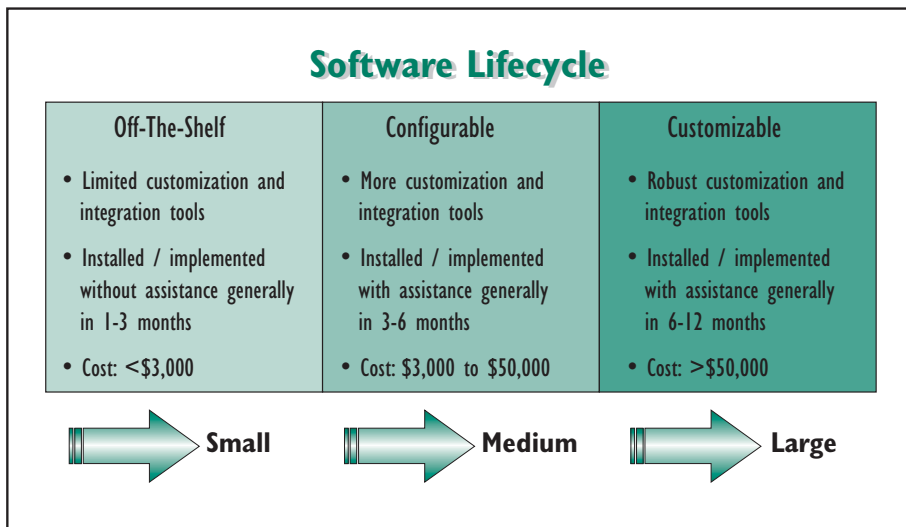 Software Lifecycle
Off-The-Shelf
• Limited customization and
integration tools
• Installed / implemented
without assistance generally
in 1-3 months
• Cost: <$3,000
Configurable
• More customization and
integration tools
• Installed / implemented
with assistance generally
in 3-6 months
• Cost: $3,000 to $50,000
Customizable
• Robust customization and
integration tools
• Installed / implemented
with assistance generally
in 6-12 months
• Cost: >$50,000
Small
Medium
Large